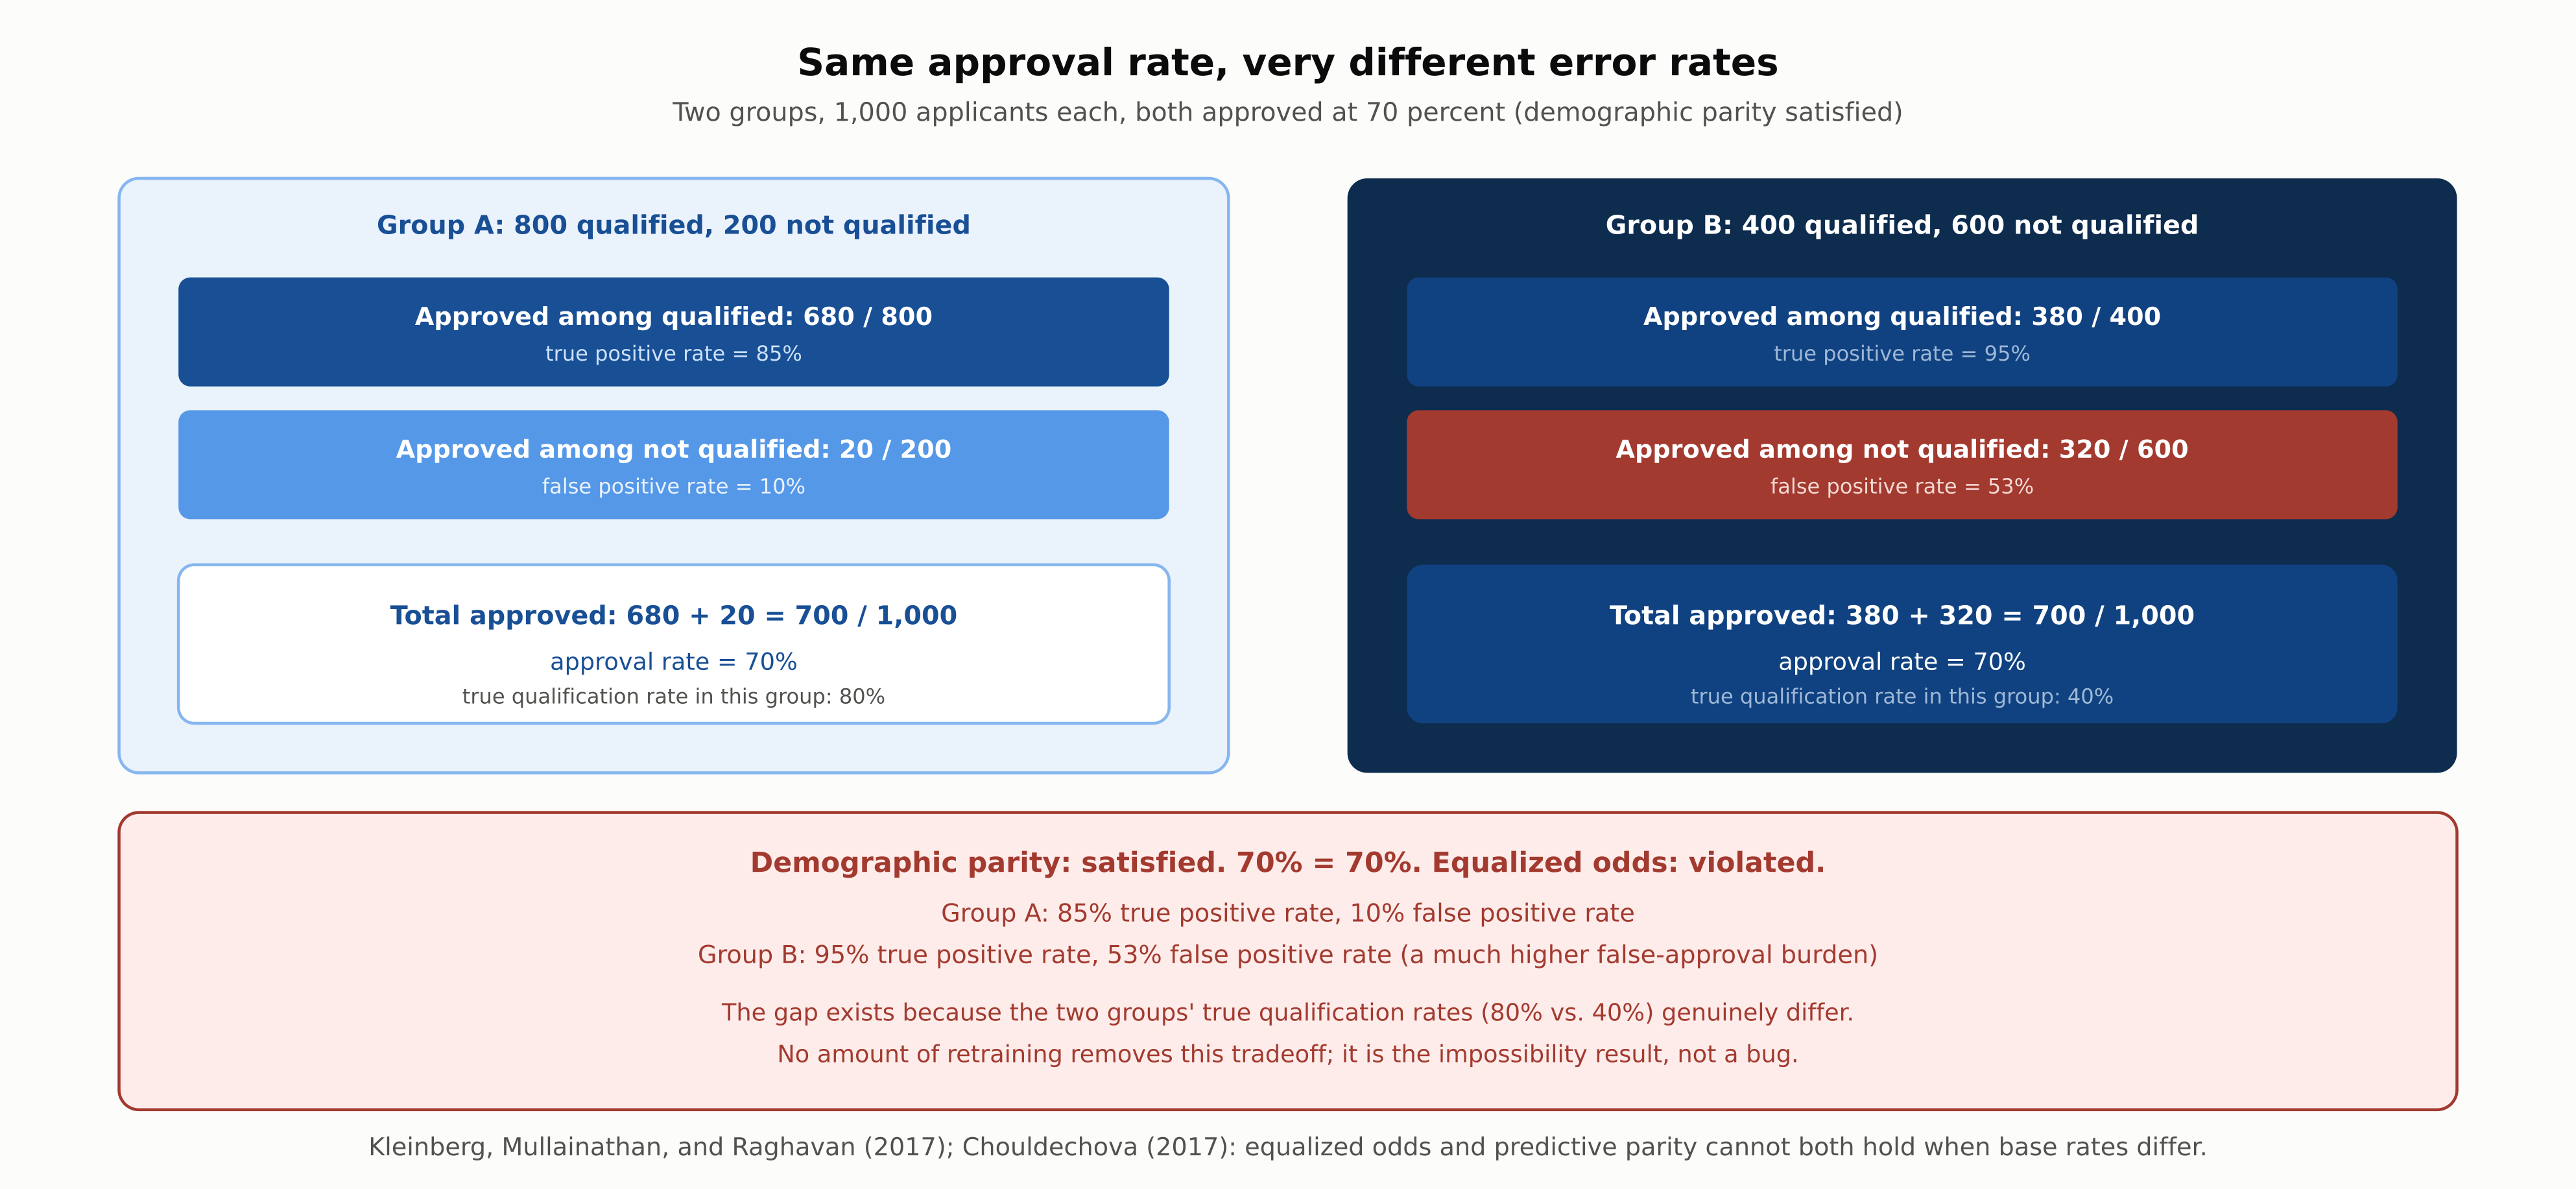 Same approval rate, very different error rates
Two groups, 1,000 applicants each, both approved at 70 percent (demographic parity satisfied)
Group A: 800 qualified, 200 not qualified
Approved among qualified: 680 / 800
true positive rate = 85%
Approved among not qualified: 20 / 200
false positive rate = 10%
Total approved: 680 + 20 = 700 / 1,000
approval rate = 70%
true qualification rate in this group: 80%
Group B: 400 qualified, 600 not qualified
Approved among qualified: 380 / 400
true positive rate = 95%
Approved among not qualified: 320 / 600
false positive rate = 53%
Total approved: 380 + 320 = 700 / 1,000
approval rate = 70%
true qualification rate in this group: 40%
Demographic parity: satisfied. 70% = 70%. Equalized odds: violated.
Group A: 85% true positive rate, 10% false positive rate
Group B: 95% true positive rate, 53% false positive rate (a much higher false-approval burden)
The gap exists because the two groups' true qualification rates (80% vs. 40%) genuinely differ.
No amount of retraining removes this tradeoff; it is the impossibility result, not a bug.
Kleinberg, Mullainathan, and Raghavan (2017); Chouldechova (2017): equalized odds and predictive parity cannot both hold when base rates differ.